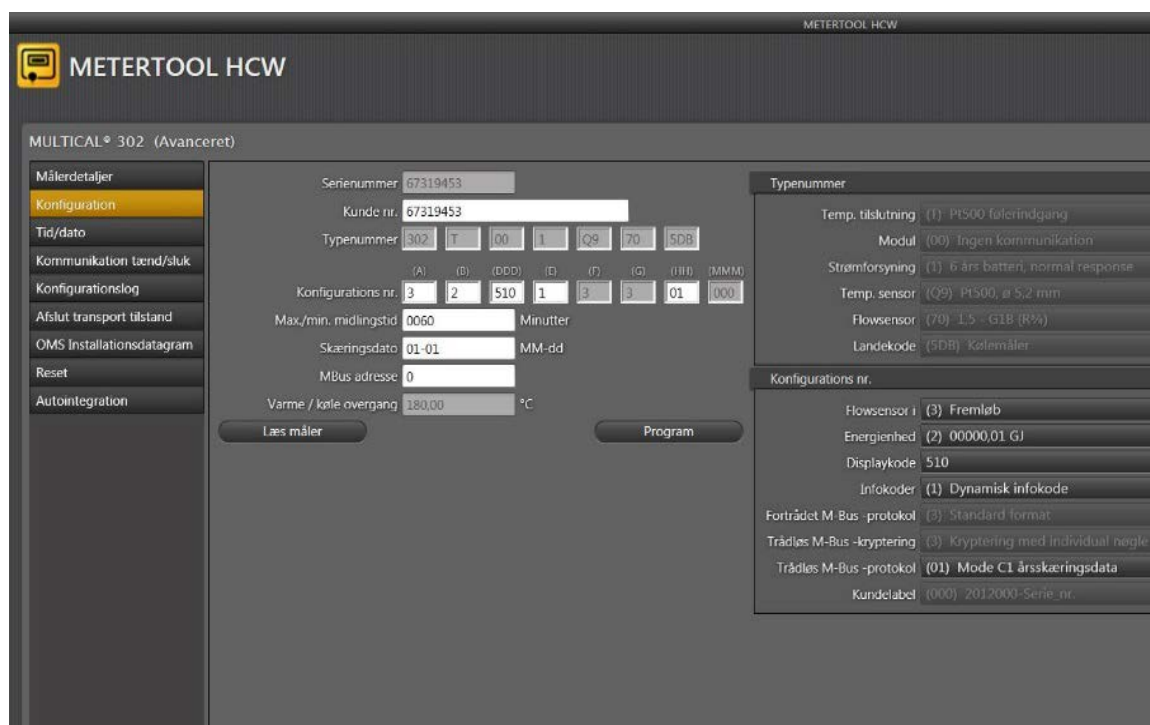 METERTOOL HCW
METERTOOL HCW
MULTICAL® 302 (Avanceret)
Målerdetaljer
Konfiguration
Tid/dato
Kommunikation tænd/sluk
Konfigurationslog
Afslut transport tilstand
OMS Installationsdatagram
Reset
Autointegration
Serienummer 67319453
Kunde nr. 67319453
Typenummer 302 T 00 1 Q9 70 5DB
(A) (B) (DDD) (E) (F) (G) (HH) (MMM)
Konfigurations nr. 3 2 510 1 3 3 01 000
Max./min. midlingstid 0060 Minutter
Skæringsdato 01-01 MM-dd
MBus adresse 0
Varme / køle overgang 180,00 °C
Læs måler Program
Typenummer
Temp. tilslutning (T) Pt500 følerindgang
Modul (00) Ingen kommunikation
Strømforsyning (1) 6 års batteri, normal response
Temp. sensor (Q9) Pt500, ø 5,2 mm
Flowsensor (70) 1,5 - G1B (R¾)
Landekode (5DB) Kølemåler
Konfigurations nr.
Flowsensor i (3) Fremløb
Energienhed (2) 00000,01 GJ
Displaykode 510
Infokoder (1) Dynamisk infokode
Fortrådet M-Bus -protokol (3) Standard format
Trådløs M-Bus -kryptering (3) Kryptering med individual nøgle
Trådløs M-Bus -protokol (01) Mode C1 årsskæringsdata
Kundelabel (000) 2012000-Serie_nr.